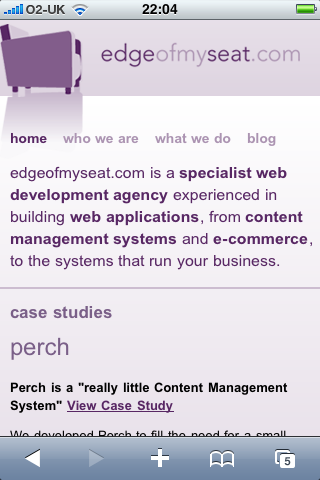 O2-UK 22:04
edgeofmyseat.com
home who we are what we do blog
edgeofmyseat.com is a specialist web
development agency experienced in
building web applications, from content
management systems and e-commerce,
to the systems that run your business.
case studies
perch
Perch is a "really little Content Management
System" View Case Study
We developed Perch to fill the need for a small
5